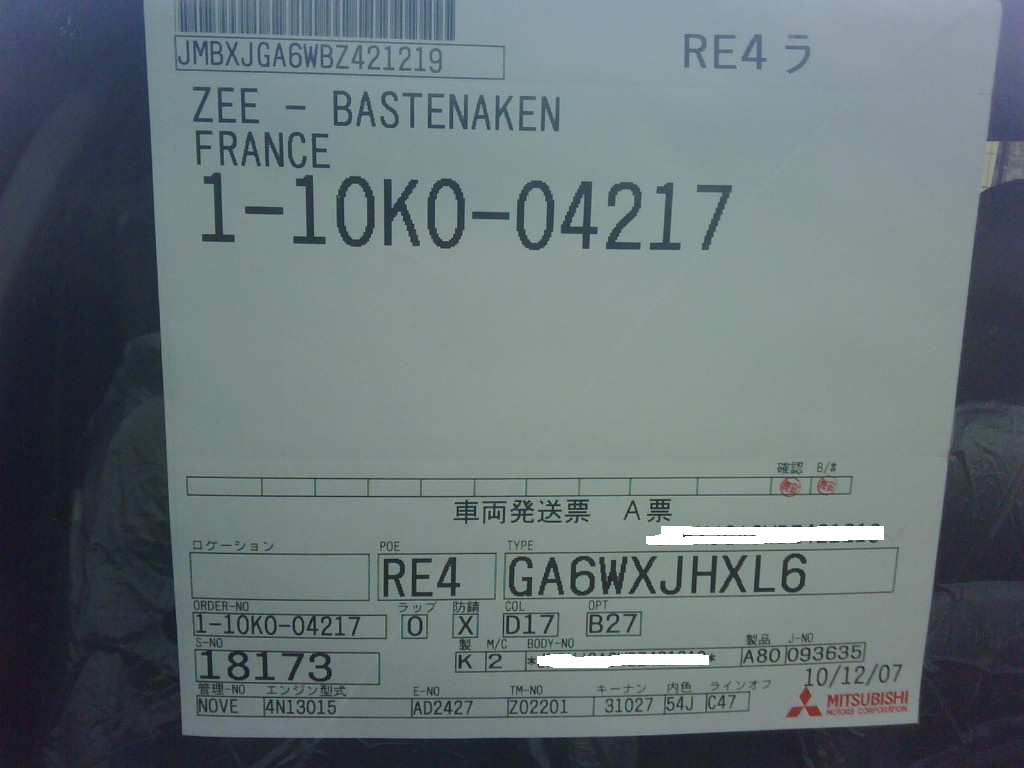 JMBXJGA6WBZ421219
RE4 ラ
ZEE - BASTENAKEN
FRANCE
1-10K0-04217
確認 B/#
車両発送票 A票
ロケーション POE TYPE
RE4 GA6WXJHXL6
ORDER-NO ラップ 防錆 COL OPT
1-10K0-04217 0 X D17 B27
S-NO 製 M/C BODY-NO 製品 J-NO
18173 K 2 * * A80 093635
10/12/07
管理-NO エンジン型式 E-NO TM-NO キーナン 内色 ラインオフ
NOVE 4N13015 AD2427 Z02201 31027 54J C47
MITSUBISHI
MOTORS CORPORATION